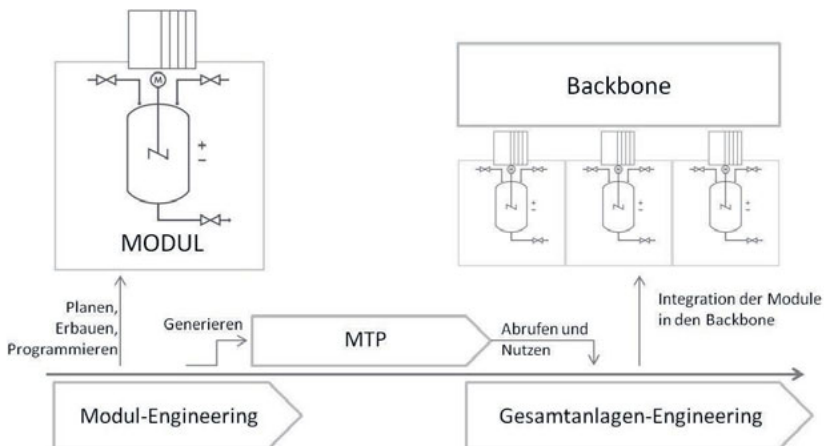 M
+
-
MODUL
Backbone
M
+
-
M
+
-
M
+
-
Planen,
Erbauen,
Programmieren
Generieren
MTP
Abrufen und
Nutzen
Integration der Module
in den Backbone
Modul-Engineering
Gesamtanlagen-Engineering